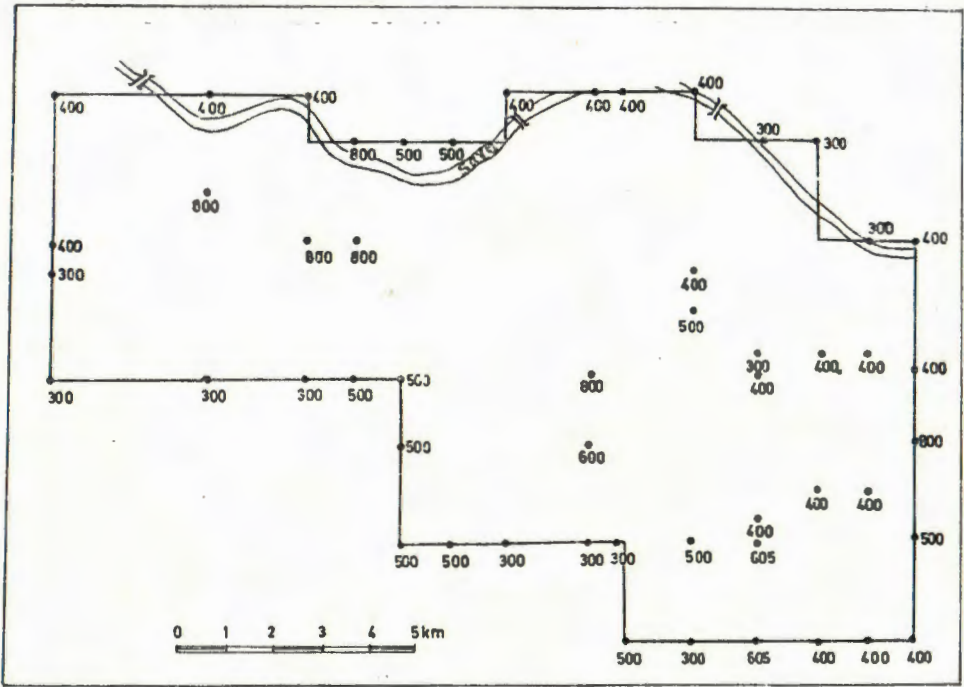 400 400 400 400 400 400 400
800 500 500 SAVA 300 300
800
400 800 800 300 400
300 400
500
300 400 400
800 400 400
300 300 300 500 500
500 600 800
400 400
400
500 500 300 300 300 500 605 500
0 1 2 3 4 5km
500 300 605 400 400 400